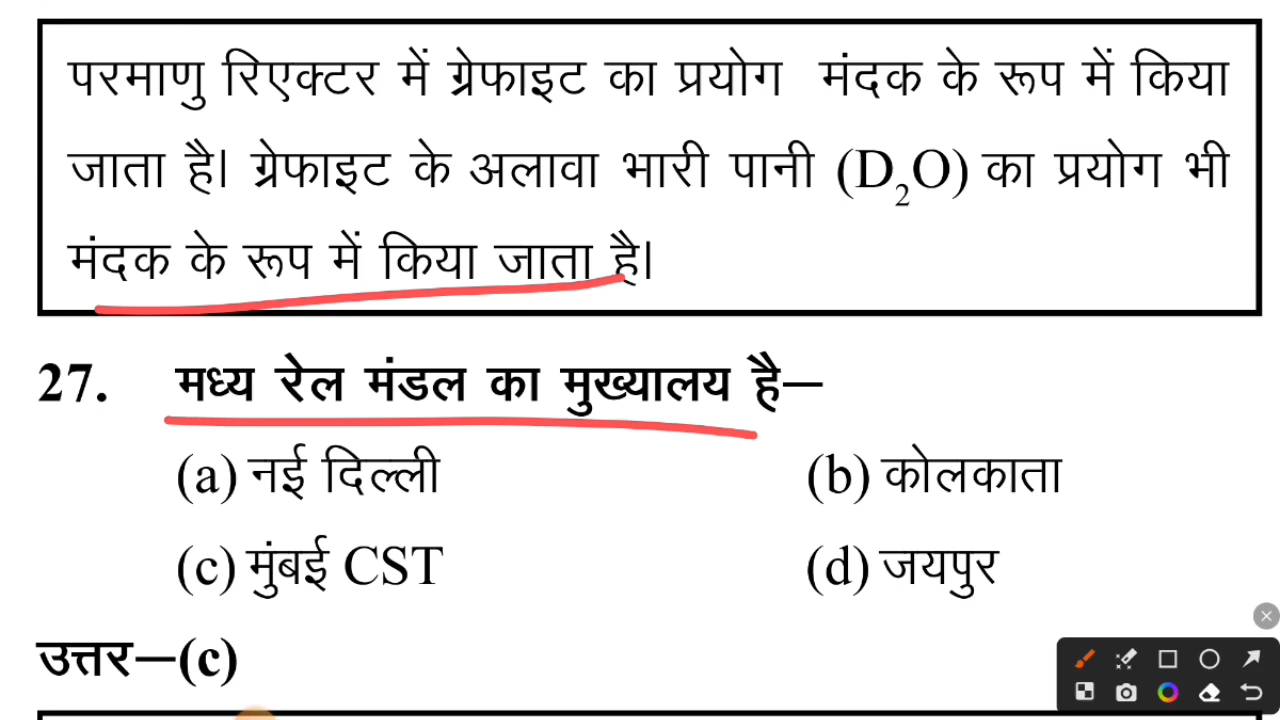 परमाणु रिएक्टर में ग्रेफाइट का प्रयोग मंदक के रूप में किया
जाता है। ग्रेफाइट के अलावा भारी पानी (D₂O) का प्रयोग भी
मंदक के रूप में किया जाता है।
27. मध्य रेल मंडल का मुख्यालय है—
(a) नई दिल्ली (b) कोलकाता
(c) मुंबई CST (d) जयपुर
उत्तर—(c)